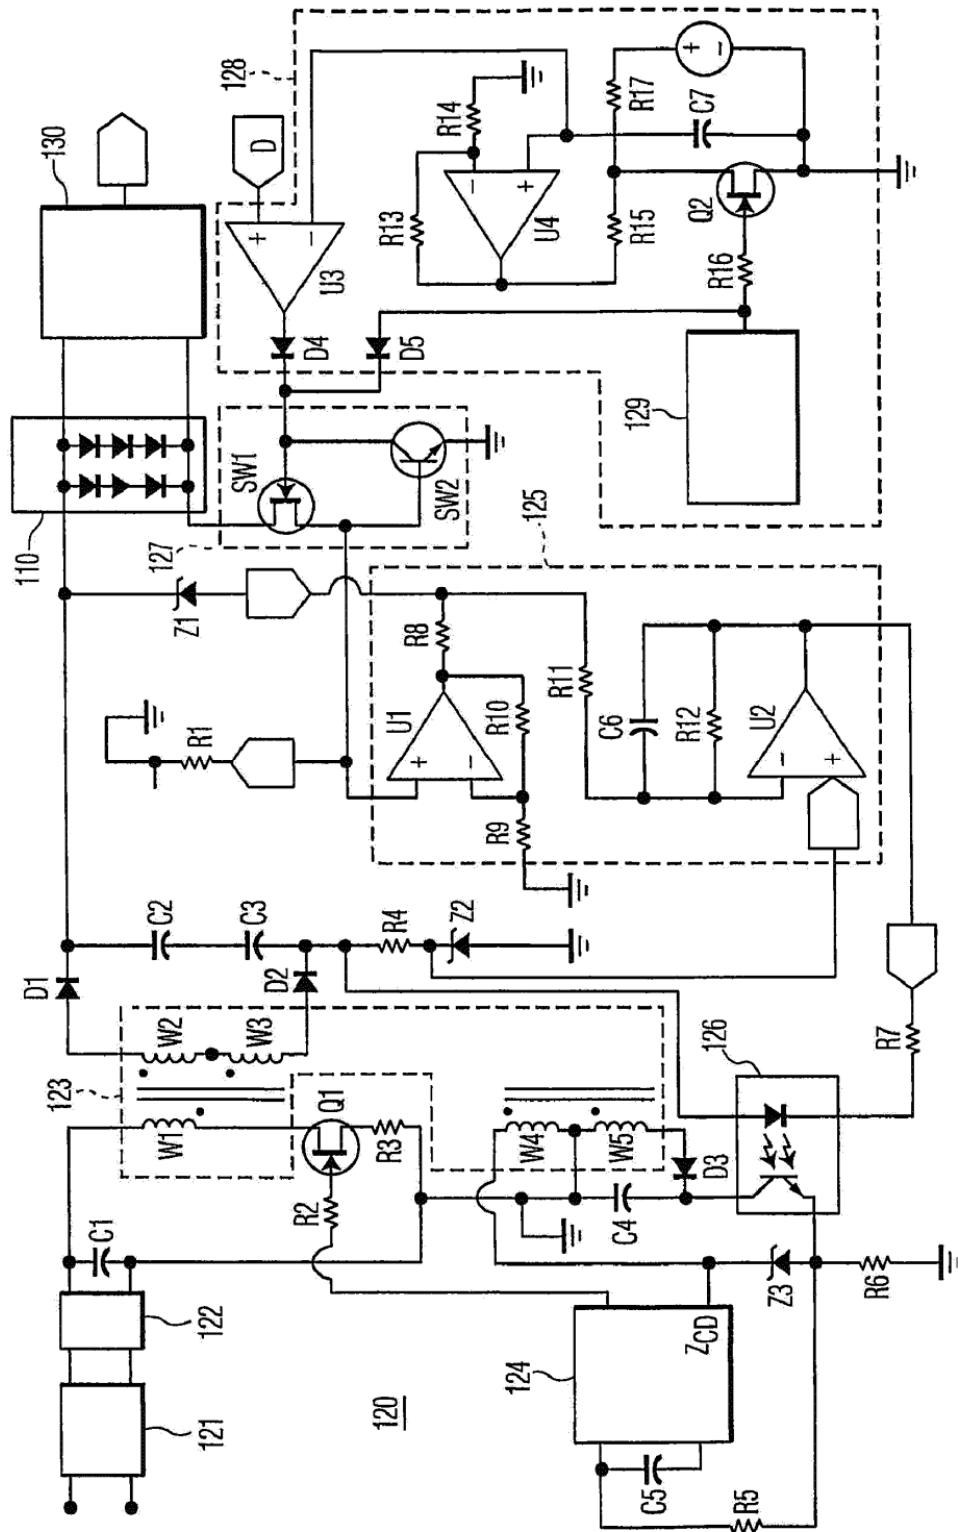 130
110
128
D
U3
D4
D5
R13
R14
U4
R15
R17
C7
Q2
R16
129
+
-
+
-
-
+
+
-
SW1
SW2
127
Z1
125
R8
U1
R10
R9
R11
C6
R12
U2
+
-
-
+
R1
D1
C2
C3
R4
Z2
D2
123
W2
W3
W1
Q1
R3
R2
W4
W5
D3
C4
126
R7
C1
122
121
120
124
ZCD
Z3
R6
C5
R5